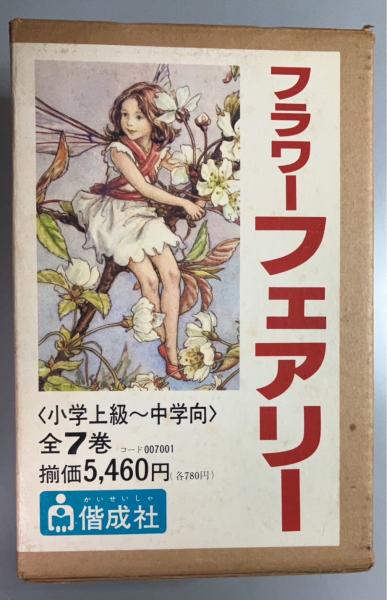 フラワーフェアリー
〈小学上級〜中学向〉
全7巻 コード007001
揃価5,460円(各780円)
かいせいしゃ
偕成社